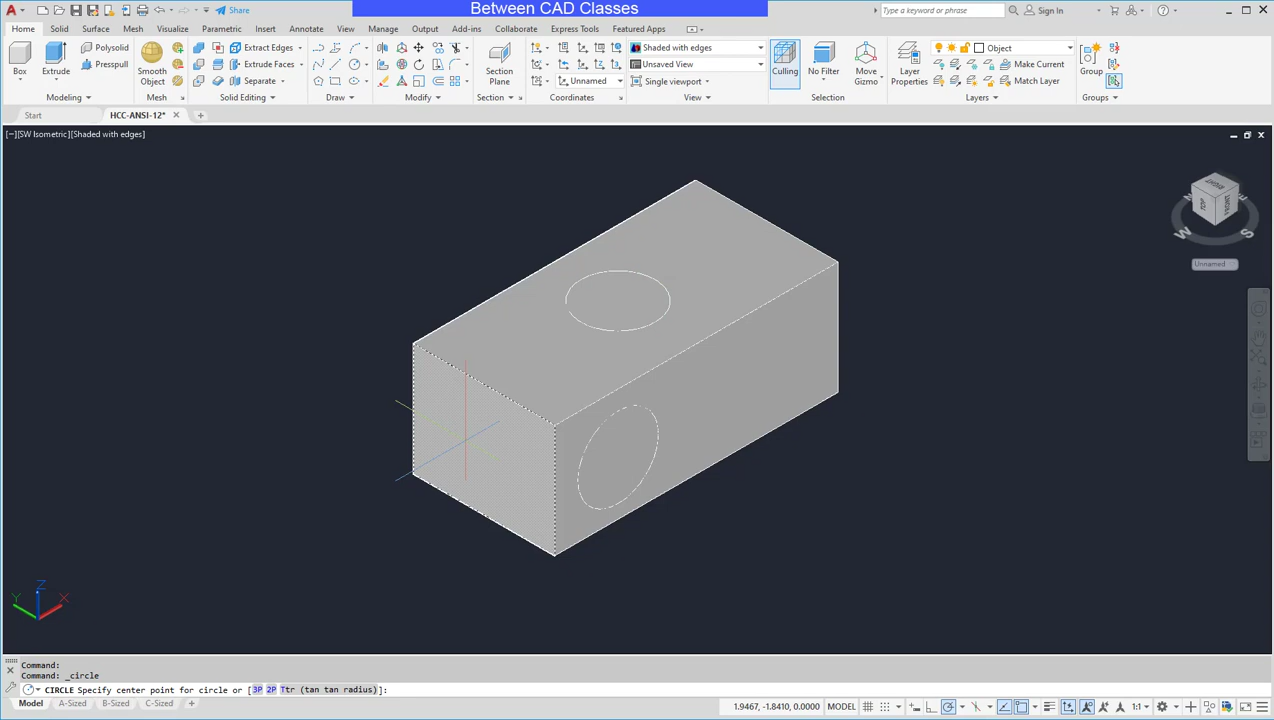 Share
Between CAD Classes
Type a keyword or phrase
Sign In
Home Solid Surface Mesh Visualize Parametric Insert Annotate View Manage Output Add-ins Collaborate Express Tools Featured Apps
Box
Extrude
Polysolid
Presspull
Smooth
Object
Extract Edges
Extrude Faces
Separate
Section
Plane
Unnamed
Shaded with edges
Unsaved View
Single viewport
Culling
No Filter
Move
Gizmo
Layer
Properties
Object
Make Current
Match Layer
Group
Modeling Mesh Solid Editing Draw Modify Section Coordinates View Selection Layers Groups
Start HCC-ANSI-12*
[−][SW Isometric][Shaded with edges]
RIGHT
TOP
FRONT
W
S
Unnamed
Z
Y
X
Command:
Command: _circle
CIRCLE Specify center point for circle or [3P 2P Ttr (tan tan radius)]:
Model A-Sized B-Sized C-Sized
1.9467, -1.8410, 0.0000 MODEL 1:1